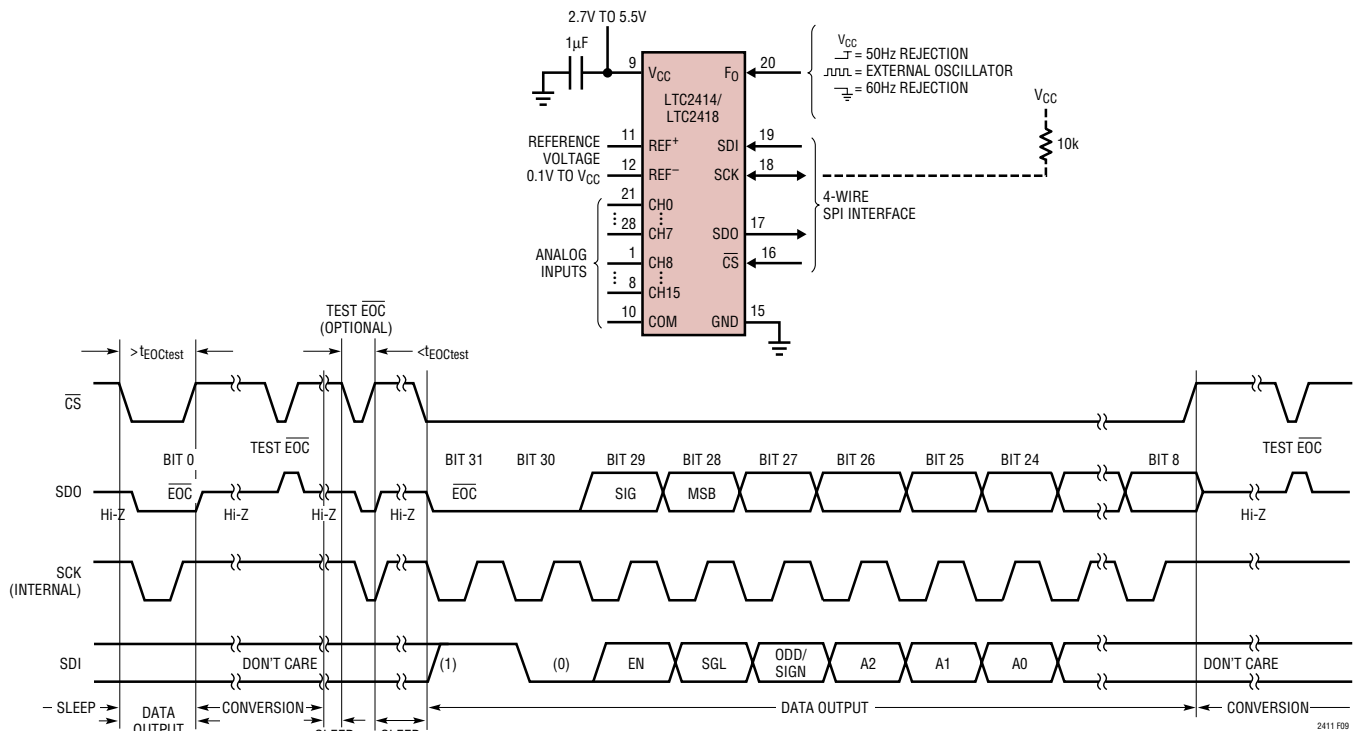 2.7V TO 5.5V
1µF
9
VCC
FO
20
VCC
= 50Hz REJECTION
= EXTERNAL OSCILLATOR
= 60Hz REJECTION
LTC2414/
LTC2418
VCC
10k
REFERENCE
VOLTAGE
0.1V TO VCC
11
REF+
12
REF–
SDI
19
SCK
18
4-WIRE
SPI INTERFACE
ANALOG
INPUTS
21
CH0
28
CH7
1
CH8
8
CH15
10
COM
SDO
17
CS
16
GND
15
TEST EOC
(OPTIONAL)
>tEOCtest
<tEOCtest
CS
TEST EOC
TEST EOC
BIT 0
BIT 31
BIT 30
BIT 29
BIT 28
BIT 27
BIT 26
BIT 25
BIT 24
BIT 8
SDO
EOC
EOC
SIG
MSB
Hi-Z
Hi-Z
Hi-Z
Hi-Z
Hi-Z
SCK
(INTERNAL)
SDI
DON'T CARE
(1)
(0)
EN
SGL
ODD/
SIGN
A2
A1
A0
DON'T CARE
SLEEP
DATA
OUTPUT
CONVERSION
SLEEP
SLEEP
DATA OUTPUT
CONVERSION
2411 F09